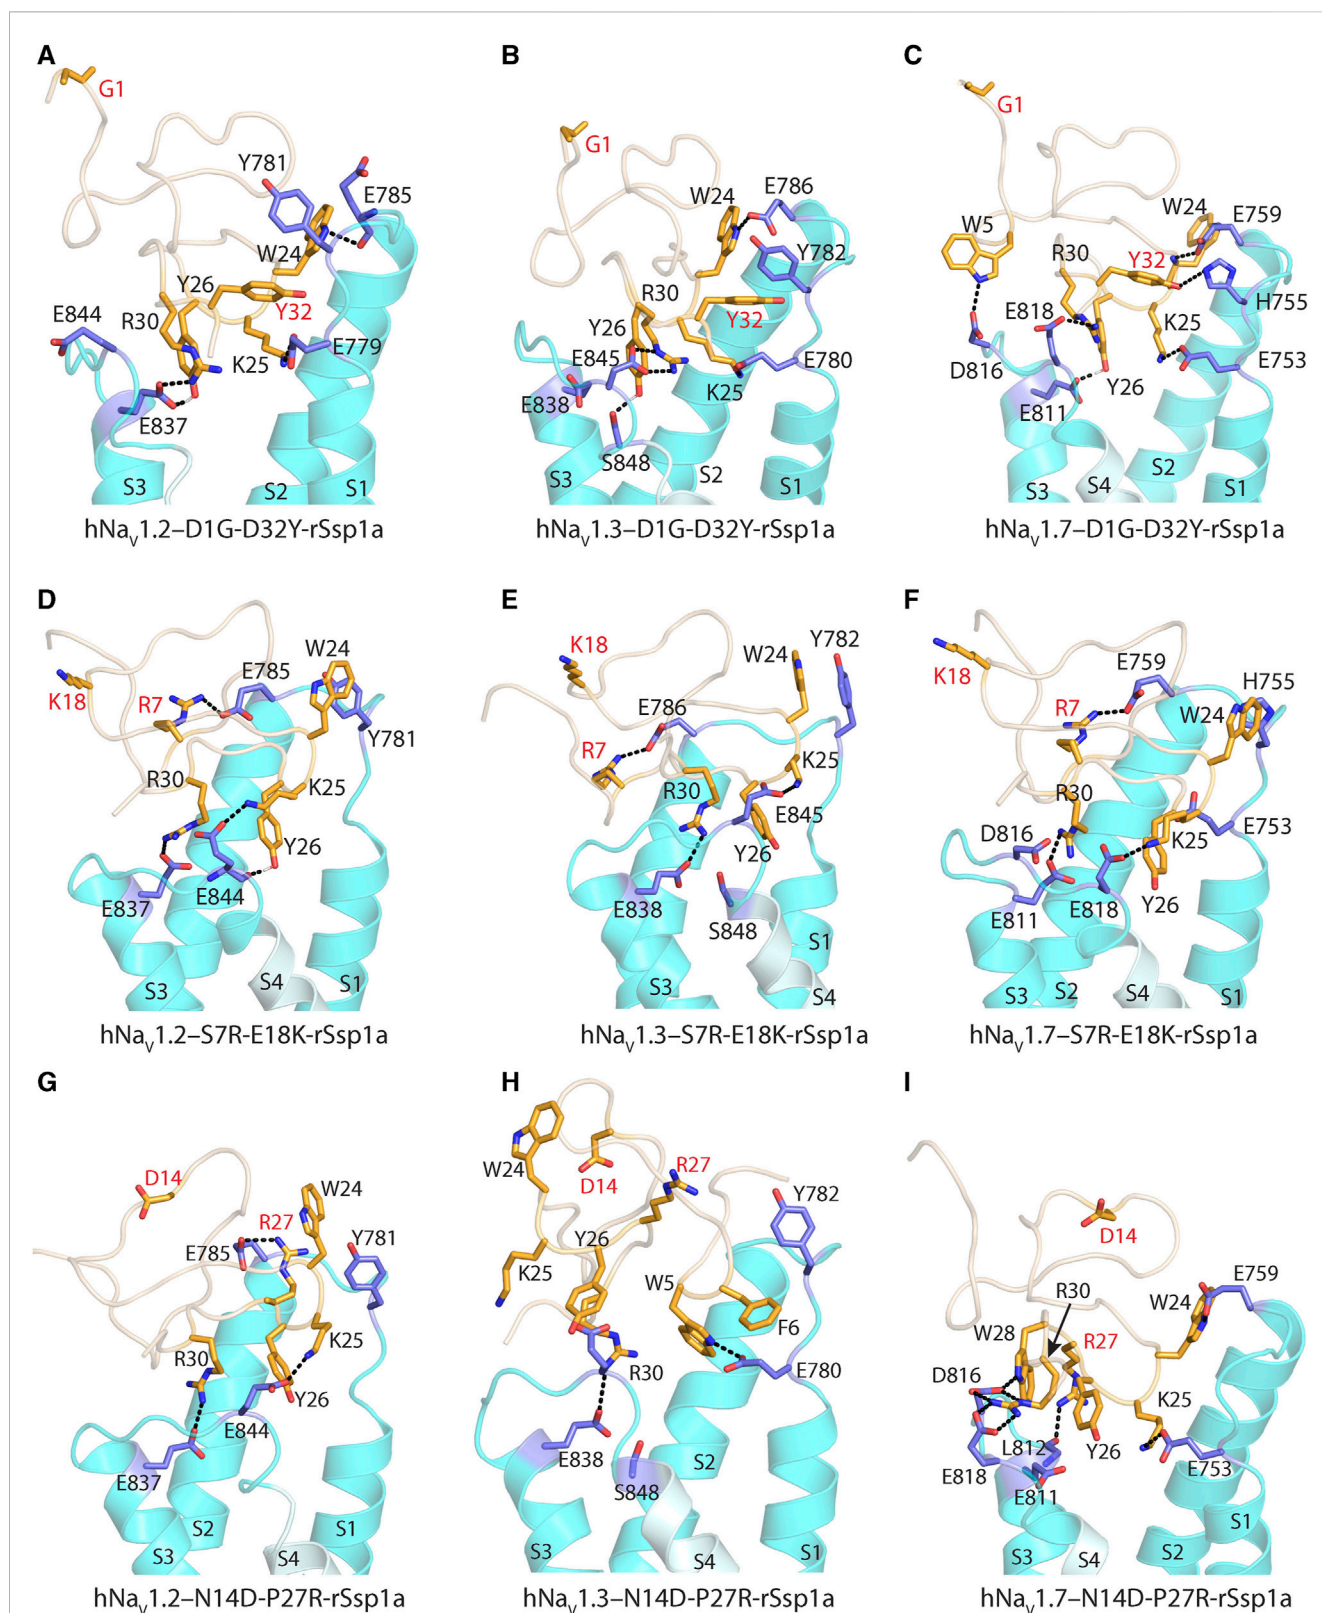 A
G1
Y781
E785
W24
Y26
Y32
E844
R30
K25
E779
E837
S3
S2
S1
hNaV1.2–D1G-D32Y-rSsp1a
B
G1
W24
E786
Y782
R30
Y26
Y32
E845
E780
E838
K25
S848
S2
S3
S1
hNaV1.3–D1G-D32Y-rSsp1a
C
G1
W5
W24
E759
R30
Y32
H755
E818
K25
D816
E753
Y26
E811
S2
S3
S4
S1
hNaV1.7–D1G-D32Y-rSsp1a
D
W24
E785
K18
R7
Y781
R30
K25
Y26
E837
E844
S4
S3
S1
hNaV1.2–S7R-E18K-rSsp1a
E
Y782
K18
W24
E786
R7
K25
R30
E845
Y26
E838
S848
S1
S3
S4
hNaV1.3–S7R-E18K-rSsp1a
F
K18
E759
H755
R7
W24
R30
D816
K25
E753
Y26
E811
E818
S3
S2
S4
S1
hNaV1.7–S7R-E18K-rSsp1a
G
D14
W24
R27
E785
Y781
K25
R30
Y26
E844
E837
S2
S1
S3
S4
hNaV1.2–N14D-P27R-rSsp1a
H
W24
R27
D14
Y782
Y26
K25
W5
F6
R30
E780
E838
S848
S2
S3
S4
S1
hNaV1.3–N14D-P27R-rSsp1a
I
D14
R30
E759
W24
W28
R27
D816
K25
L812
Y26
E818
E753
E811
S1
S3
S4
S2
hNaV1.7–N14D-P27R-rSsp1a